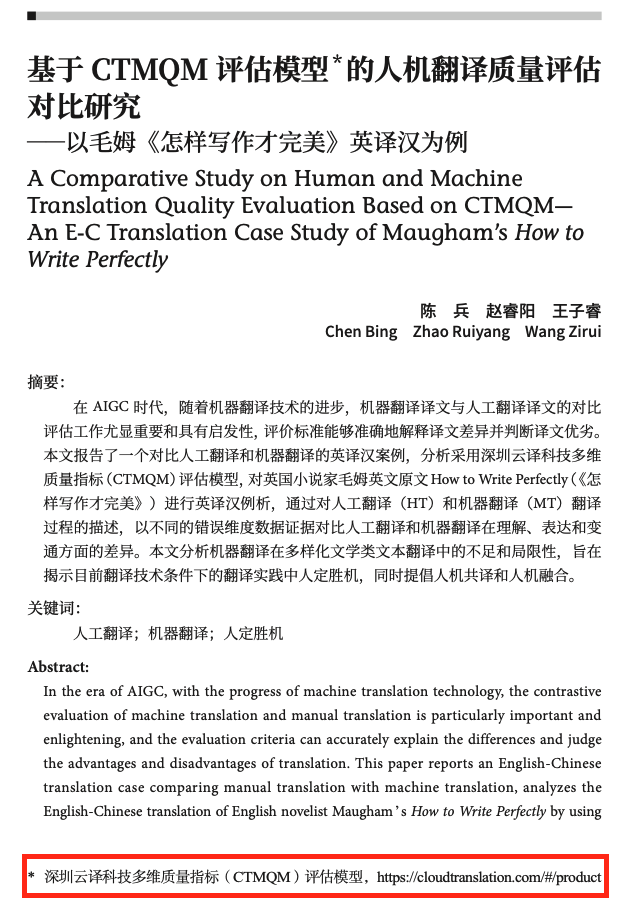 基于 CTMQM 评估模型*的人机翻译质量评估
对比研究
——以毛姆《怎样写作才完美》英译汉为例
A Comparative Study on Human and Machine
Translation Quality Evaluation Based on CTMQM—
An E-C Translation Case Study of Maugham’s How to
Write Perfectly
陈 兵 赵睿阳 王子睿
Chen Bing Zhao Ruiyang Wang Zirui
摘要：
在 AIGC 时代，随着机器翻译技术的进步，机器翻译译文与人工翻译译文的对比
评估工作尤显重要和具有启发性，评价标准能够准确地解释译文差异并判断译文优劣。
本文报告了一个对比人工翻译和机器翻译的英译汉案例，分析采用深圳云译科技多维
质量指标（CTMQM）评估模型，对英国小说家毛姆英文原文 How to Write Perfectly（《怎
样写作才完美》）进行英译汉例析，通过对人工翻译（HT）和机器翻译（MT）翻译
过程的描述，以不同的错误维度数据证据对比人工翻译和机器翻译在理解、表达和变
通方面的差异。本文分析机器翻译在多样化文学类文本翻译中的不足和局限性，旨在
揭示目前翻译技术条件下的翻译实践中人定胜机，同时提倡人机共译和人机融合。
关键词：
人工翻译；机器翻译；人定胜机
Abstract:
In the era of AIGC, with the progress of machine translation technology, the contrastive
evaluation of machine translation and manual translation is particularly important and
enlightening, and the evaluation criteria can accurately explain the differences and judge
the advantages and disadvantages of translation. This paper reports an English-Chinese
translation case comparing manual translation with machine translation, analyzes the
English-Chinese translation of English novelist Maugham’s How to Write Perfectly by using
* 深圳云译科技多维质量指标（CTMQM）评估模型，https://cloudtranslation.com/#/product